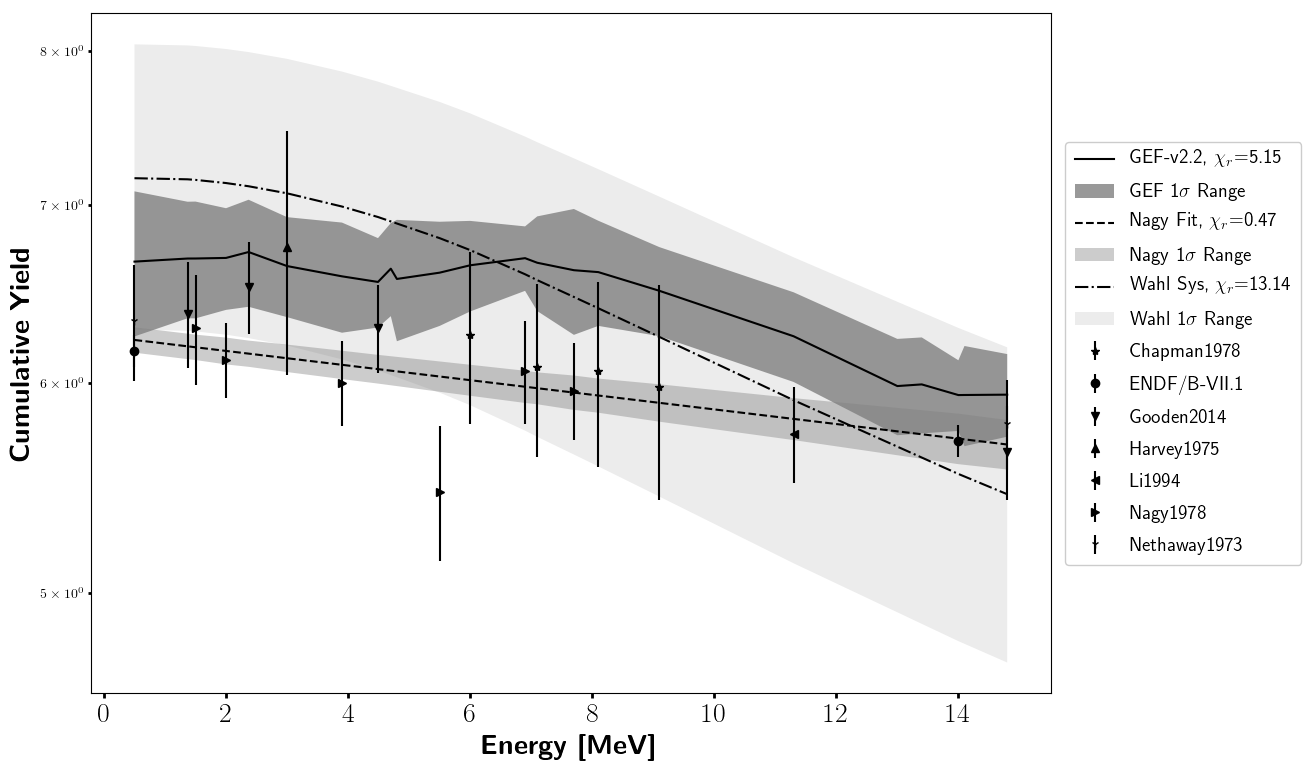 8 × 10⁰
7 × 10⁰
6 × 10⁰
5 × 10⁰
Cumulative Yield
0 2 4 6 8 10 12 14
Energy [MeV]
GEF-v2.2, χᵣ=5.15
GEF 1σ Range
Nagy Fit, χᵣ=0.47
Nagy 1σ Range
Wahl Sys, χᵣ=13.14
Wahl 1σ Range
Chapman1978
ENDF/B-VII.1
Gooden2014
Harvey1975
Li1994
Nagy1978
Nethaway1973